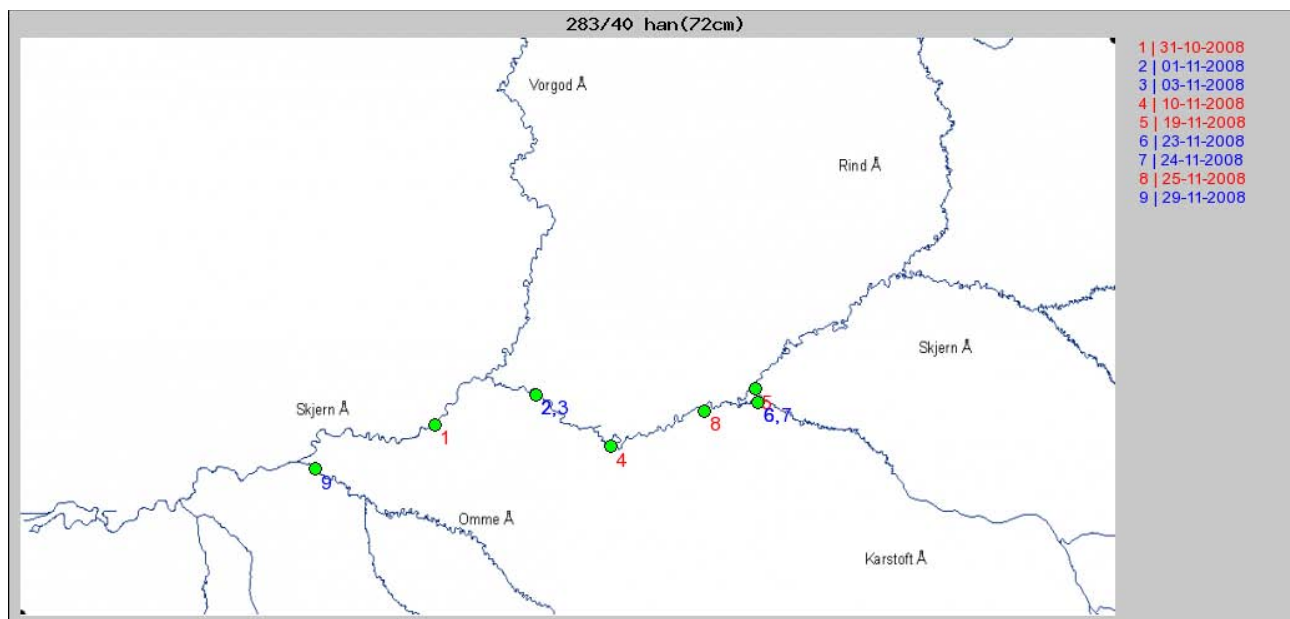 283/40 han(72cm)
1 | 31-10-2008
2 | 01-11-2008
3 | 03-11-2008
4 | 10-11-2008
5 | 19-11-2008
6 | 23-11-2008
7 | 24-11-2008
8 | 25-11-2008
9 | 29-11-2008
Vorgod Å
Rind Å
Skjern Å
Skjern Å
2,3
5
6,7
8
1
4
9
Omme Å
Karstoft Å